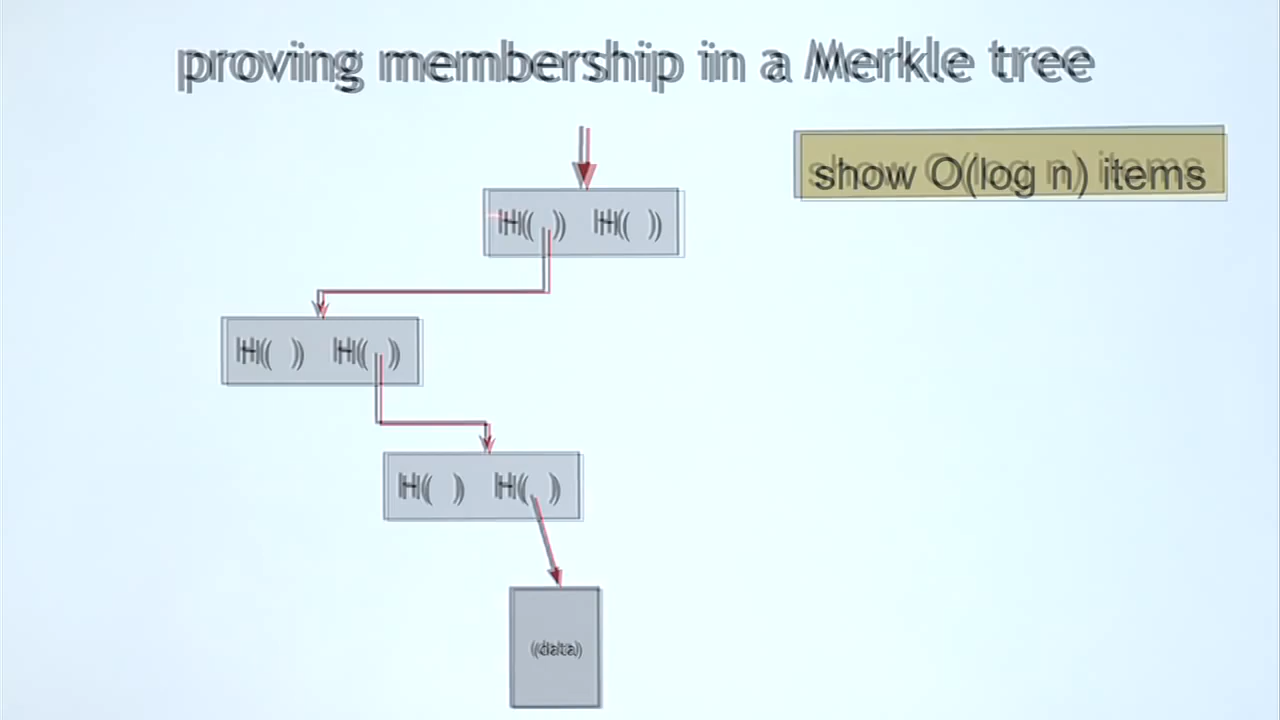 proving membership in a Merkle tree
show O(log n) items
H( ) H( )
H( ) H( )
H( ) H( )
(data)